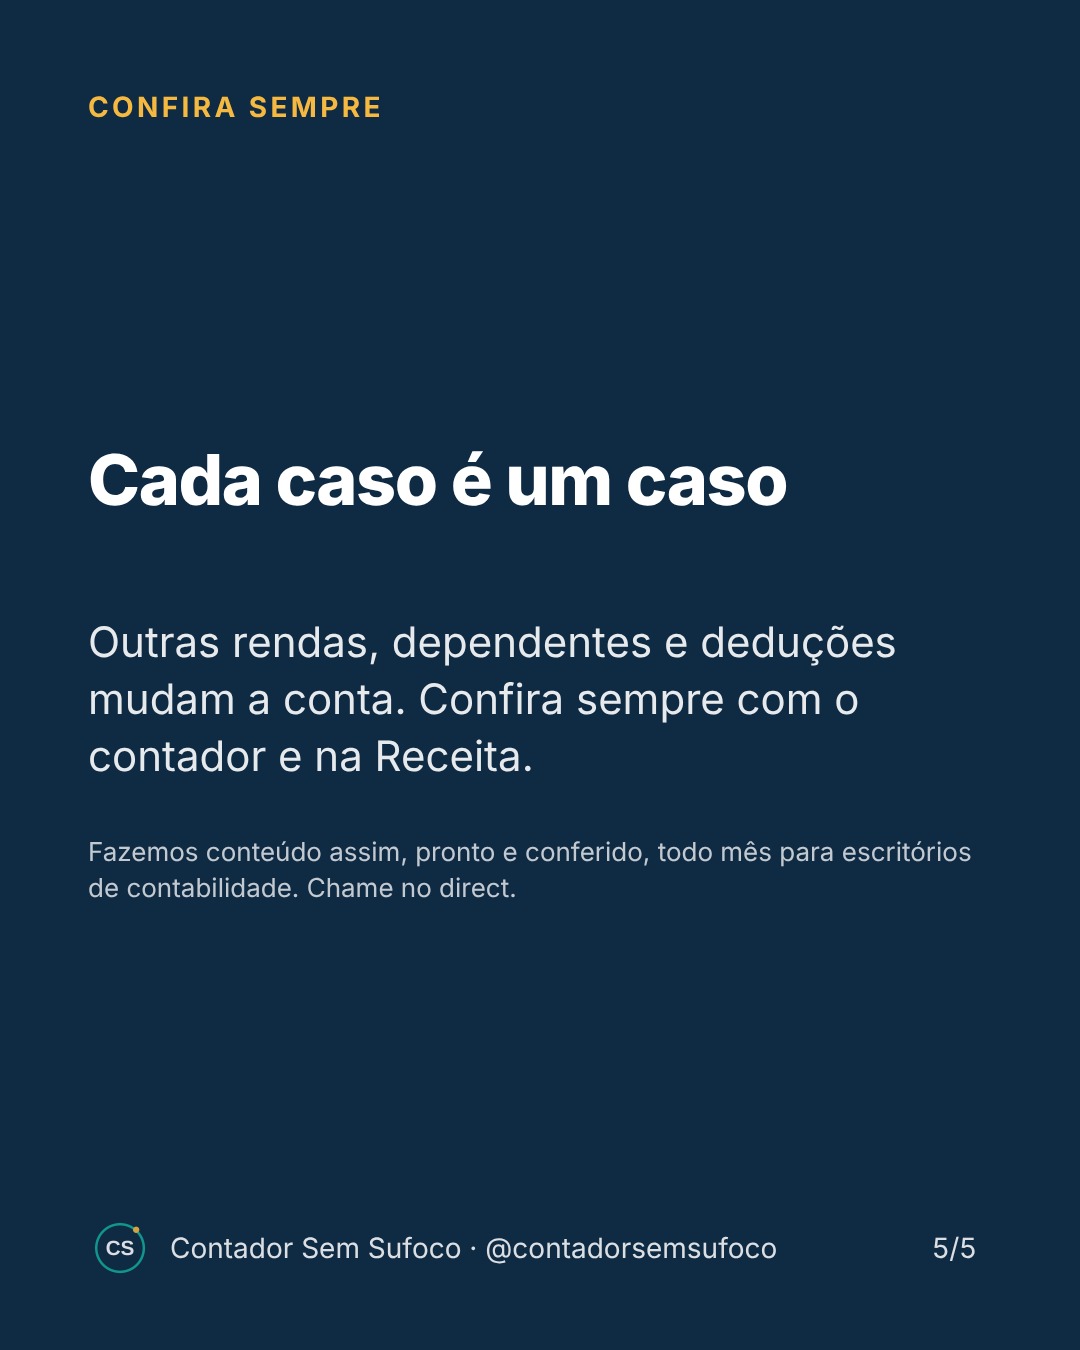 CONFIRA SEMPRE
Cada caso é um caso
Outras rendas, dependentes e deduções
mudam a conta. Confira sempre com o
contador e na Receita.
Fazemos conteúdo assim, pronto e conferido, todo mês para escritórios
de contabilidade. Chame no direct.
CS Contador Sem Sufoco · @contadorsemsufoco 5/5